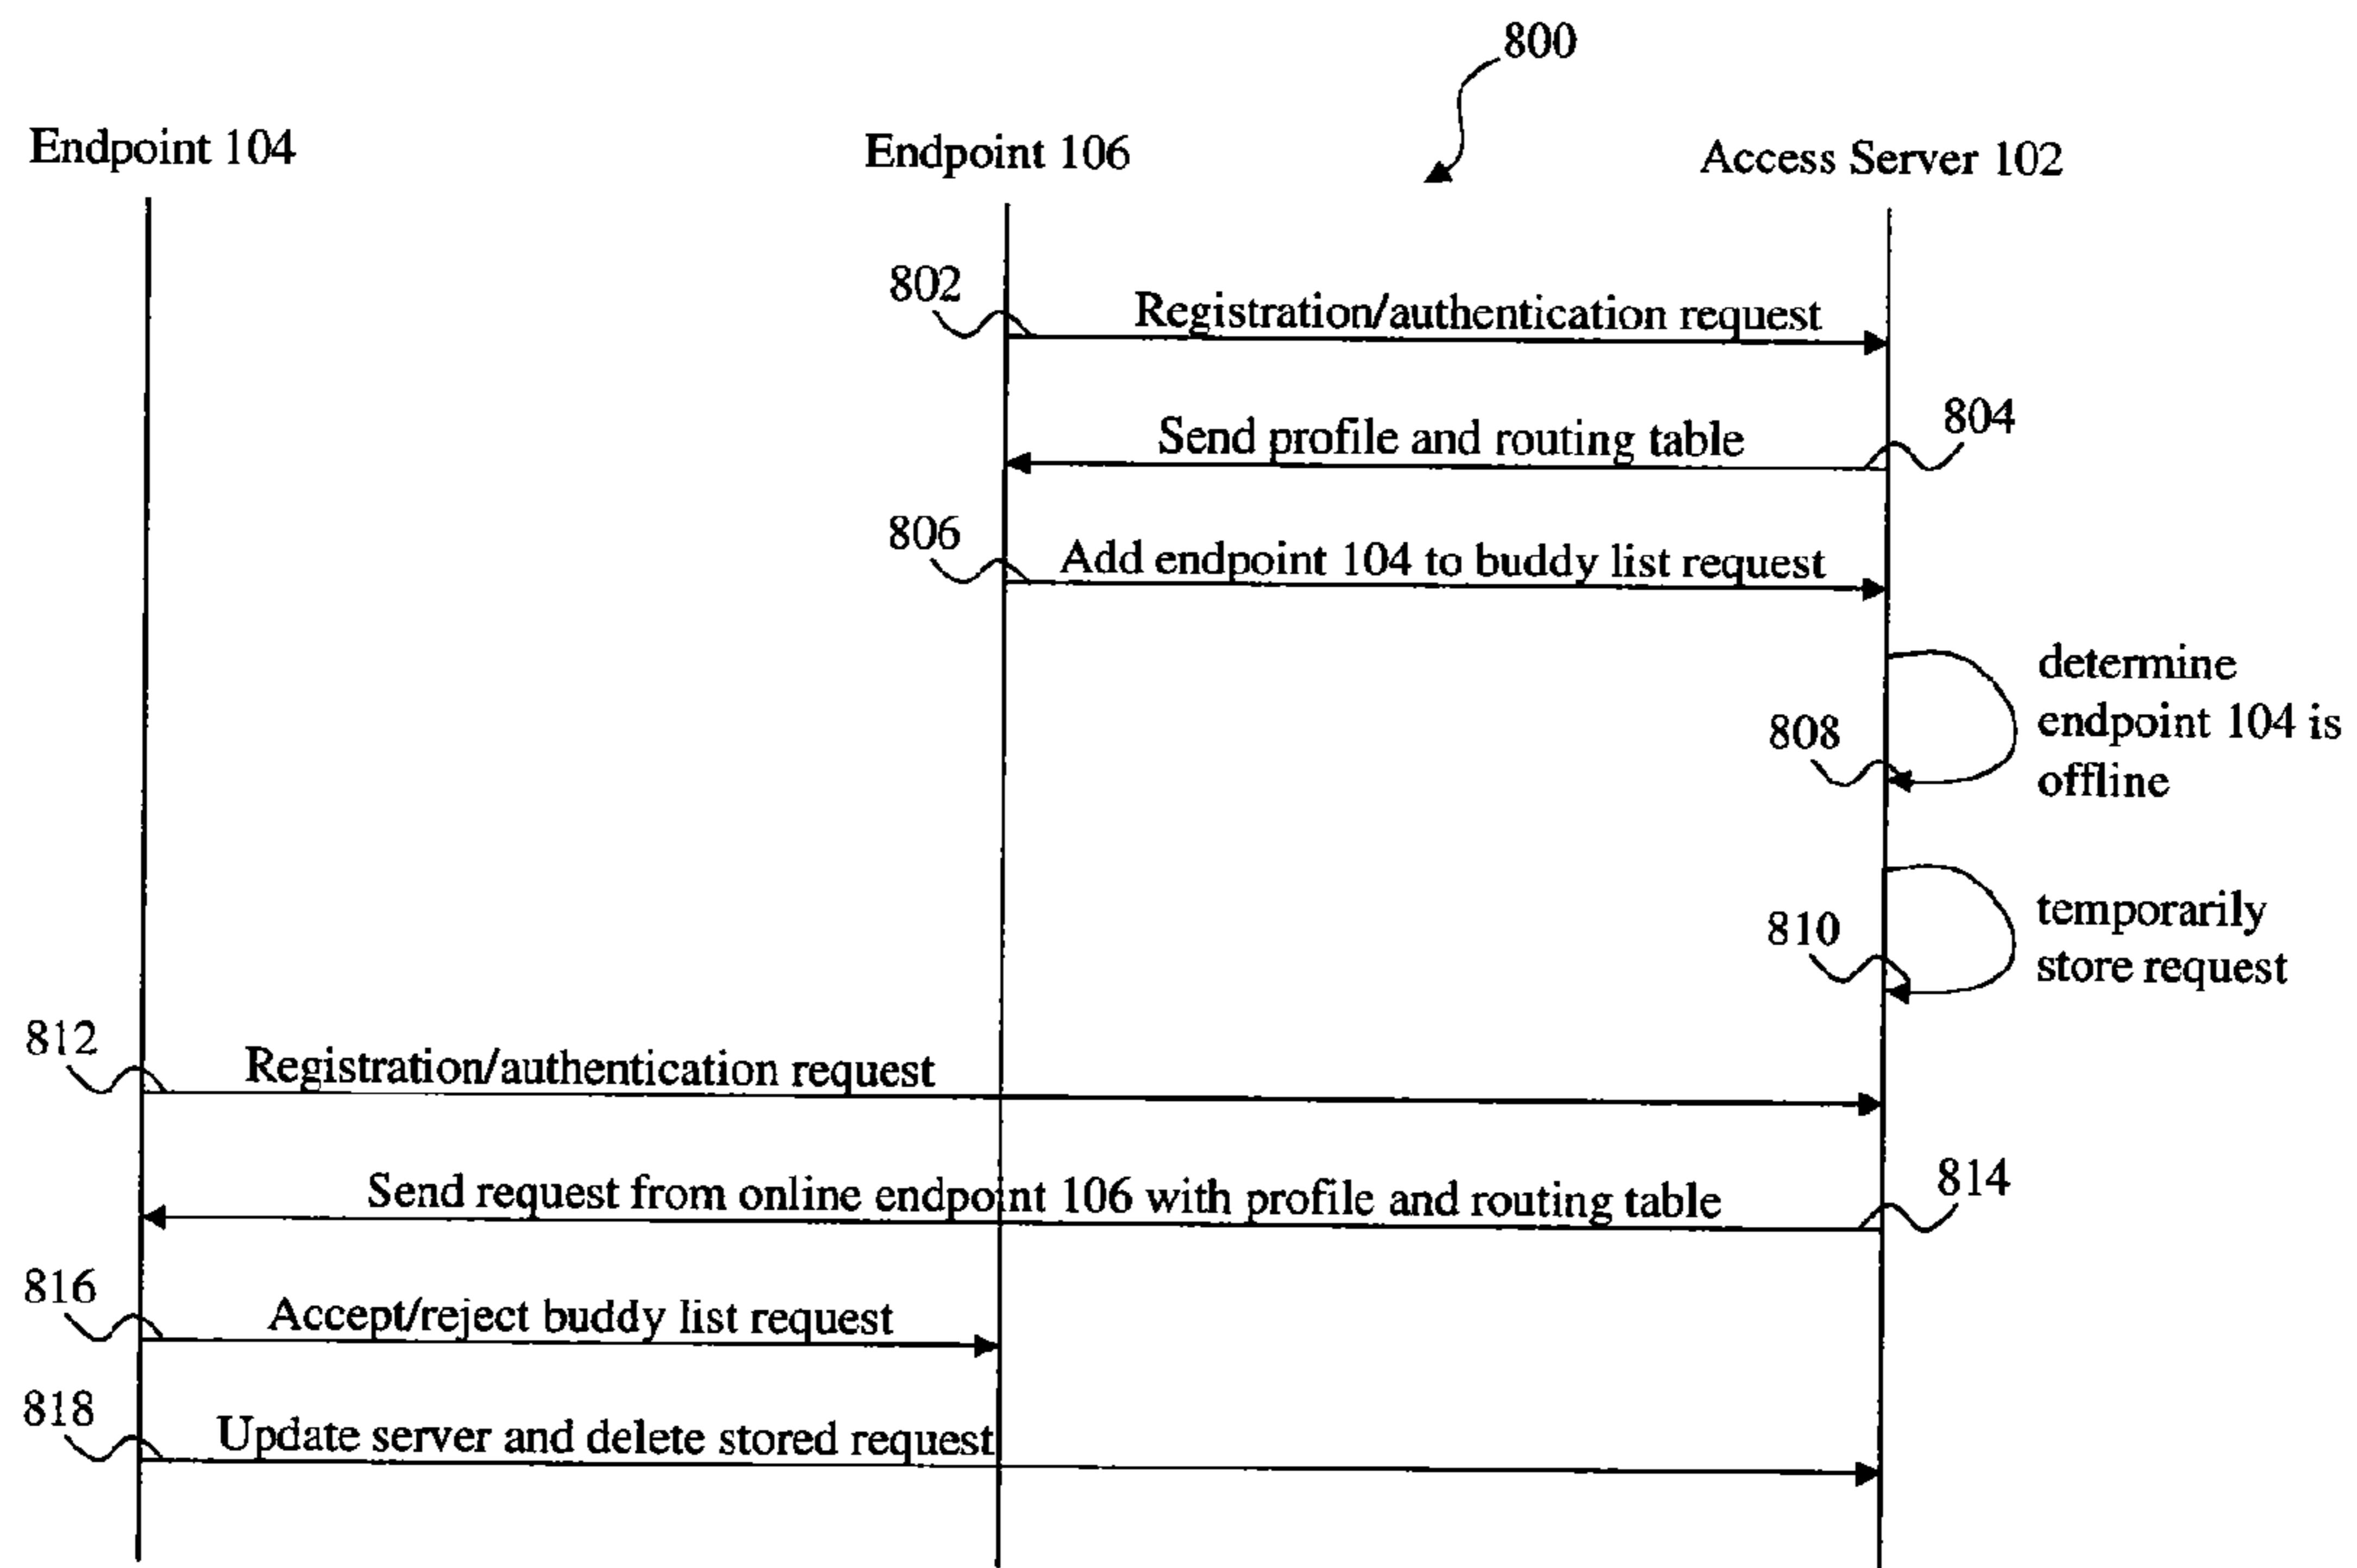 800
Endpoint 104
Endpoint 106
Access Server 102
802
Registration/authentication request
804
Send profile and routing table
806
Add endpoint 104 to buddy list request
determine
endpoint 104 is
offline
808
temporarily
store request
810
812
Registration/authentication request
814
Send request from online endpoint 106 with profile and routing table
816
Accept/reject buddy list request
818
Update server and delete stored request